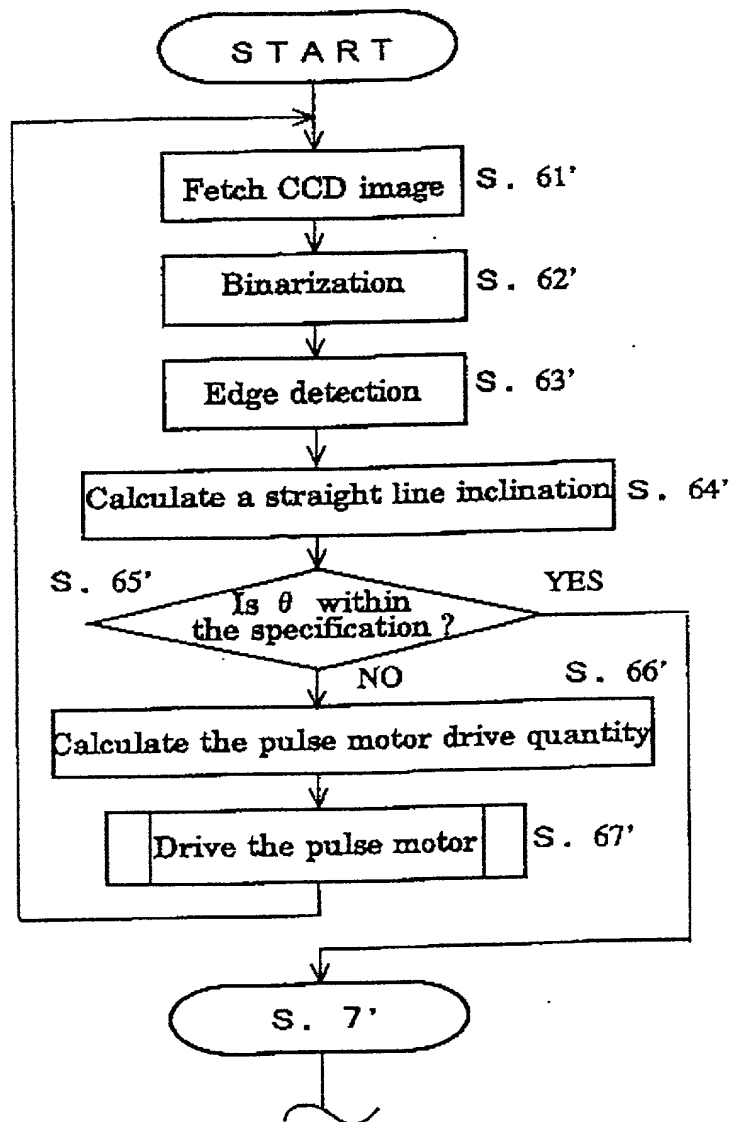 START
Fetch CCD image S. 61'
Binarization S. 62'
Edge detection S. 63'
Calculate a straight line inclination S. 64'
S. 65' YES
Is θ within
the specification ?
NO S. 66'
Calculate the pulse motor drive quantity
Drive the pulse motor S. 67'
S. 7'